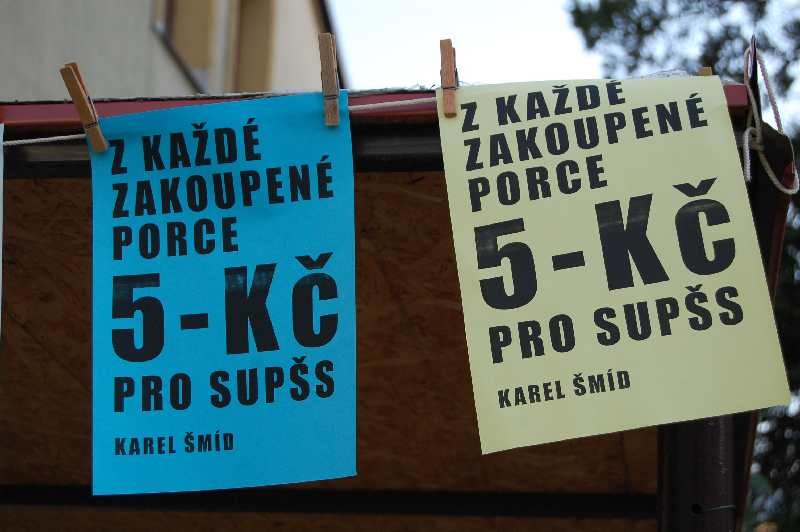 Z KAŽDÉ
ZAKOUPENÉ
PORCE
5-KČ
PRO SUPŠS
KAREL ŠMÍD
Z KAŽDÉ
ZAKOUPENÉ
PORCE
5-KČ
PRO SUPŠS
KAREL ŠMÍD